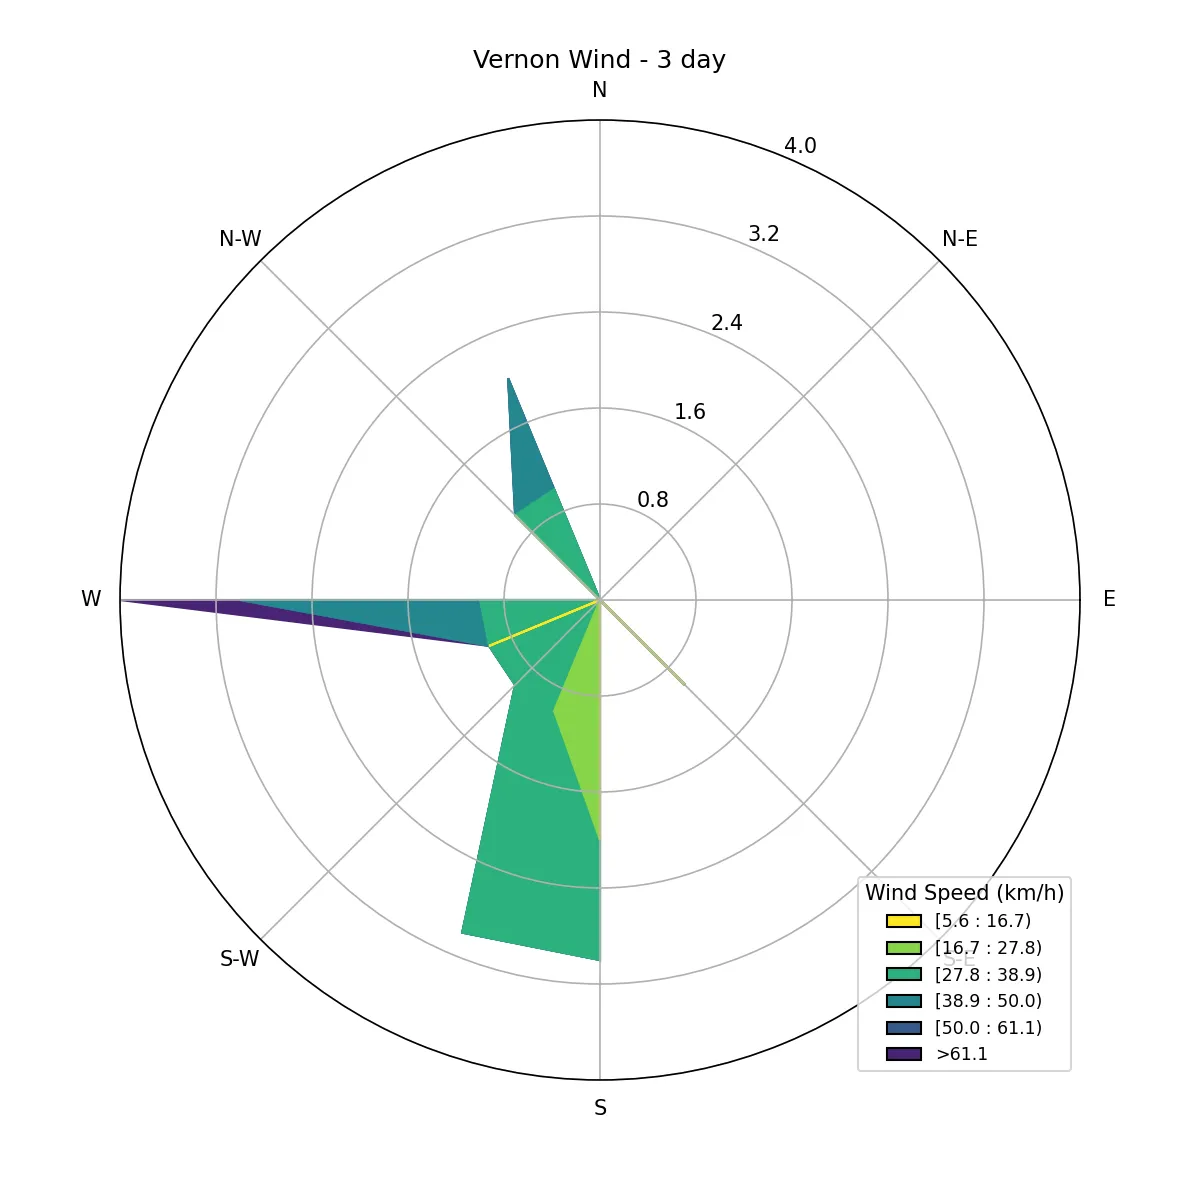 Vernon Wind - 3 day
N
4.0
N-W
3.2
N-E
2.4
1.6
0.8
W
E
S-W
S-E
Wind Speed (km/h)
[5.6 : 16.7)
[16.7 : 27.8)
[27.8 : 38.9)
[38.9 : 50.0)
[50.0 : 61.1)
>61.1
S